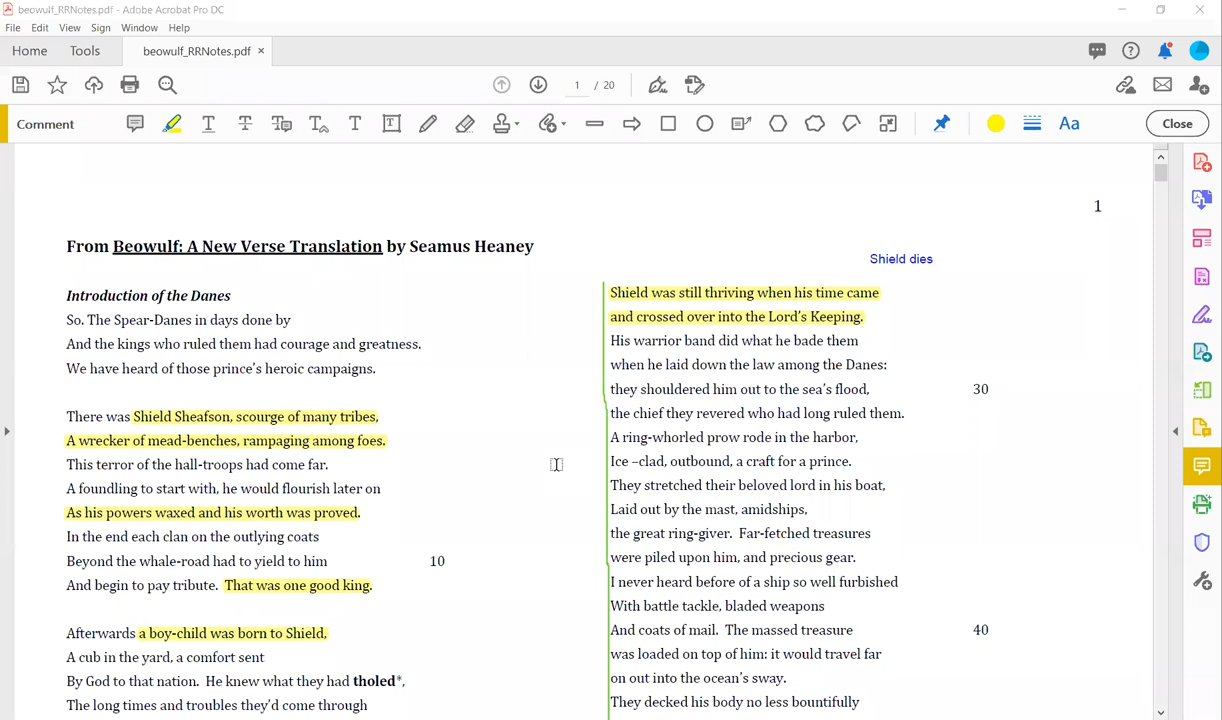 beowulf_RRNotes.pdf - Adobe Acrobat Pro DC
File Edit View Sign Window Help
Home Tools beowulf_RRNotes.pdf ×
1 / 20
Comment
Aa
Close
1
From Beowulf: A New Verse Translation by Seamus Heaney
Introduction of the Danes
So. The Spear-Danes in days done by
And the kings who ruled them had courage and greatness.
We have heard of those prince's heroic campaigns.
There was Shield Sheafson, scourge of many tribes,
A wrecker of mead-benches, rampaging among foes.
This terror of the hall-troops had come far.
A foundling to start with, he would flourish later on
As his powers waxed and his worth was proved.
In the end each clan on the outlying coats
Beyond the whale-road had to yield to him 10
And begin to pay tribute. That was one good king.
Afterwards a boy-child was born to Shield,
A cub in the yard, a comfort sent
By God to that nation. He knew what they had tholed*,
The long times and troubles they'd come through
Shield dies
Shield was still thriving when his time came
and crossed over into the Lord's Keeping.
His warrior band did what he bade them
when he laid down the law among the Danes:
they shouldered him out to the sea's flood, 30
the chief they revered who had long ruled them.
A ring-whorled prow rode in the harbor,
Ice –clad, outbound, a craft for a prince.
They stretched their beloved lord in his boat,
Laid out by the mast, amidships,
the great ring-giver. Far-fetched treasures
were piled upon him, and precious gear.
I never heard before of a ship so well furbished
With battle tackle, bladed weapons
And coats of mail. The massed treasure 40
was loaded on top of him: it would travel far
on out into the ocean's sway.
They decked his body no less bountifully